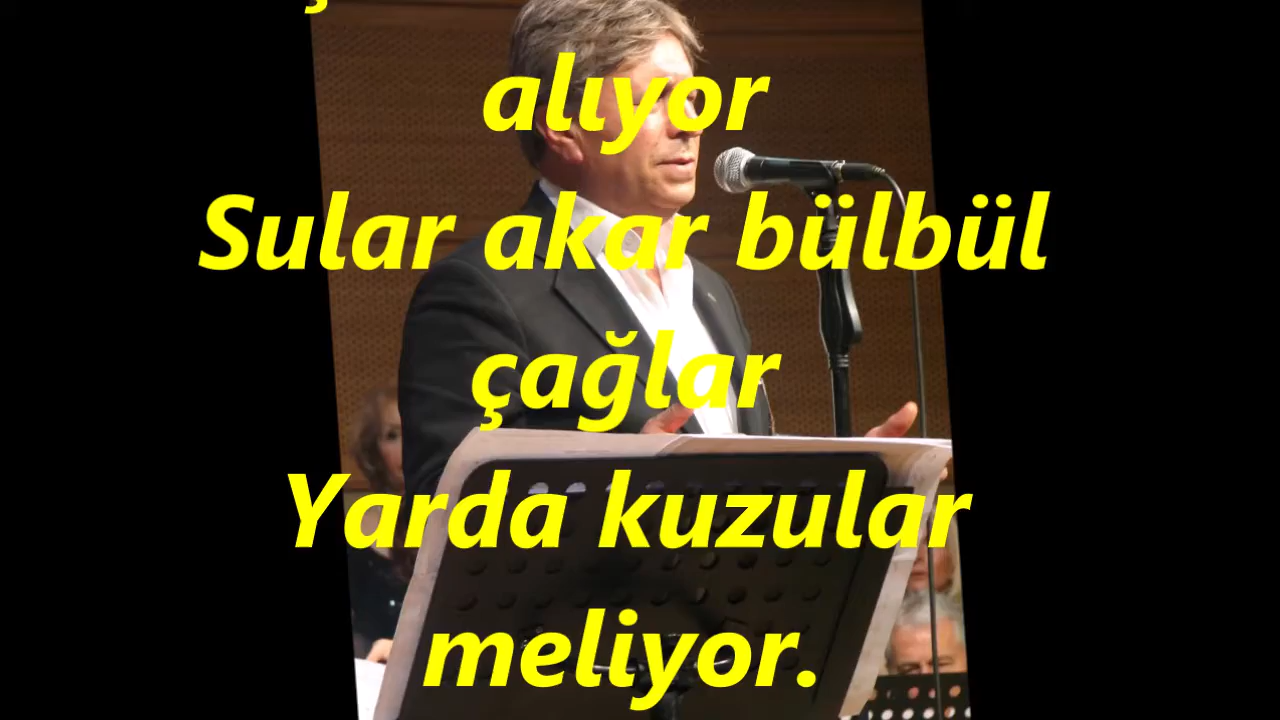 alıyor
Sular akar bülbül
çağlar
Yarda kuzular
meliyor.